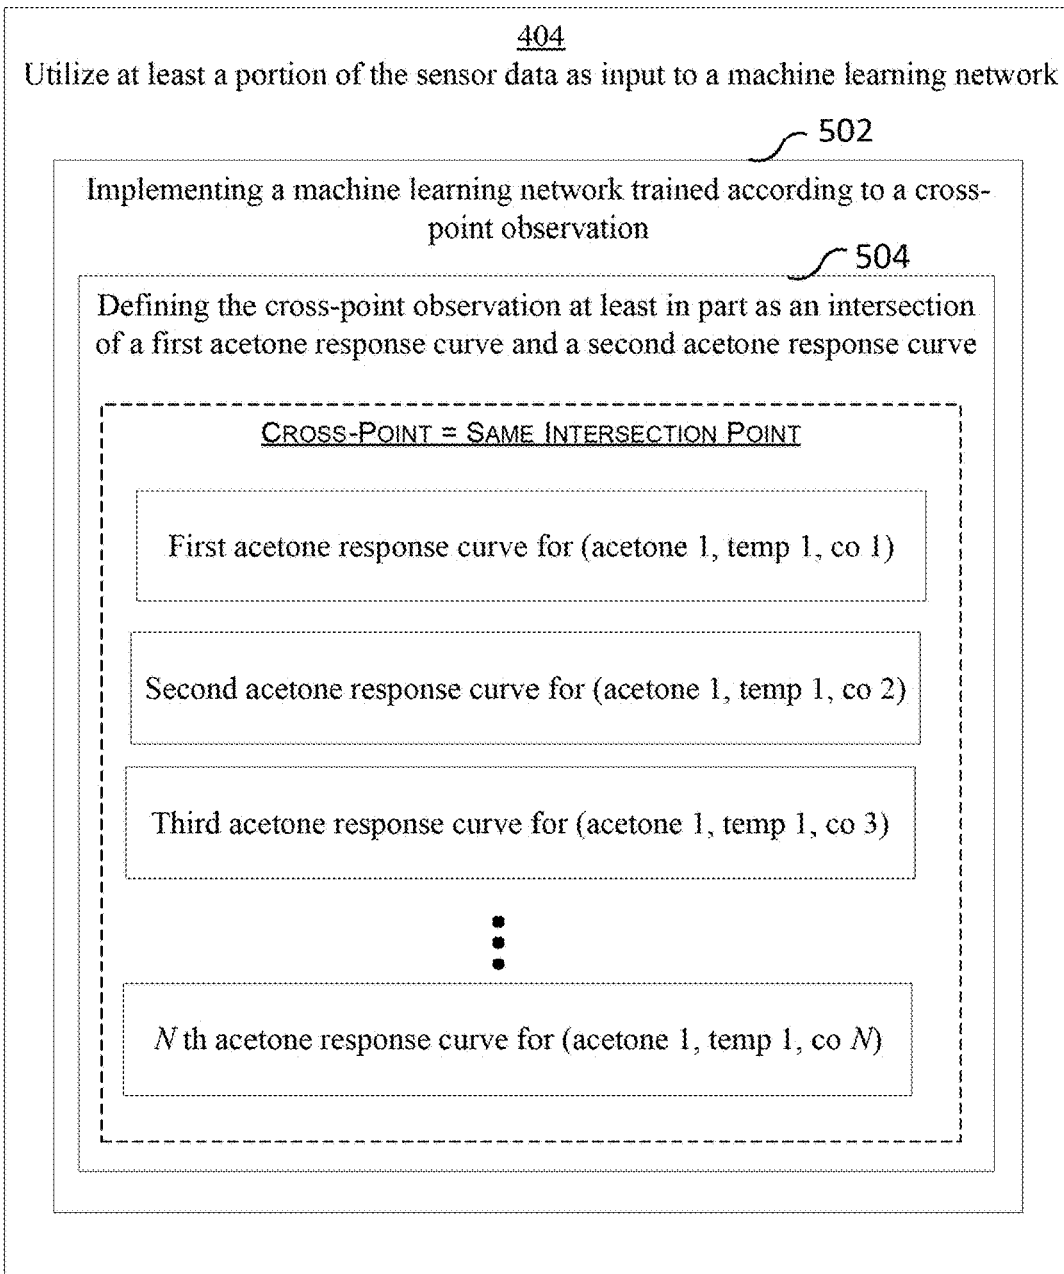 404
Utilize at least a portion of the sensor data as input to a machine learning network
502
Implementing a machine learning network trained according to a cross-
point observation
504
Defining the cross-point observation at least in part as an intersection
of a first acetone response curve and a second acetone response curve
CROSS-POINT = SAME INTERSECTION POINT
First acetone response curve for (acetone 1, temp 1, co 1)
Second acetone response curve for (acetone 1, temp 1, co 2)
Third acetone response curve for (acetone 1, temp 1, co 3)
N th acetone response curve for (acetone 1, temp 1, co N)